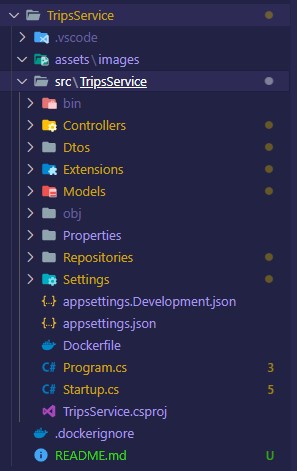 TripsService
.vscode
assets\images
src\TripsService
bin
Controllers
Dtos
Extensions
Models
obj
Properties
Repositories
Settings
{..} appsettings.Development.json
{..} appsettings.json
Dockerfile
C# Program.cs 3
C# Startup.cs 5
TripsService.csproj
.dockerignore
README.md U